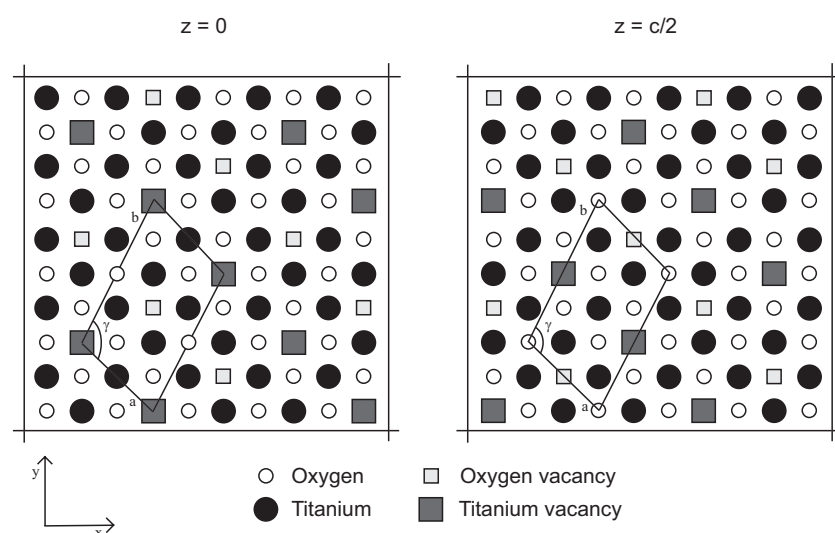 z = 0
z = c/2
b
b
γ
γ
a
a
y
x
Oxygen
Oxygen vacancy
Titanium
Titanium vacancy